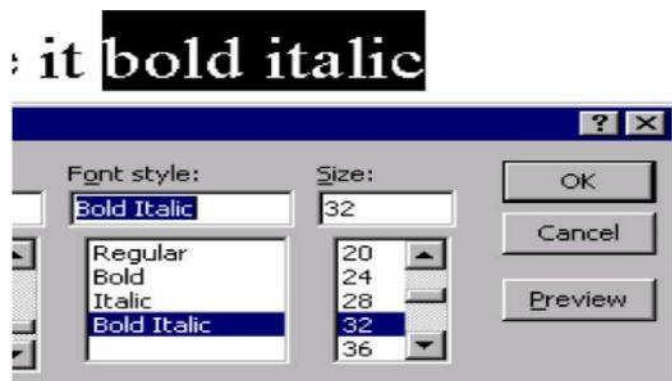 it bold italic
? X
Font style: Size: OK
Bold Italic 32
Cancel
Regular 20
Bold 24
Italic 28 Preview
Bold Italic 32
36